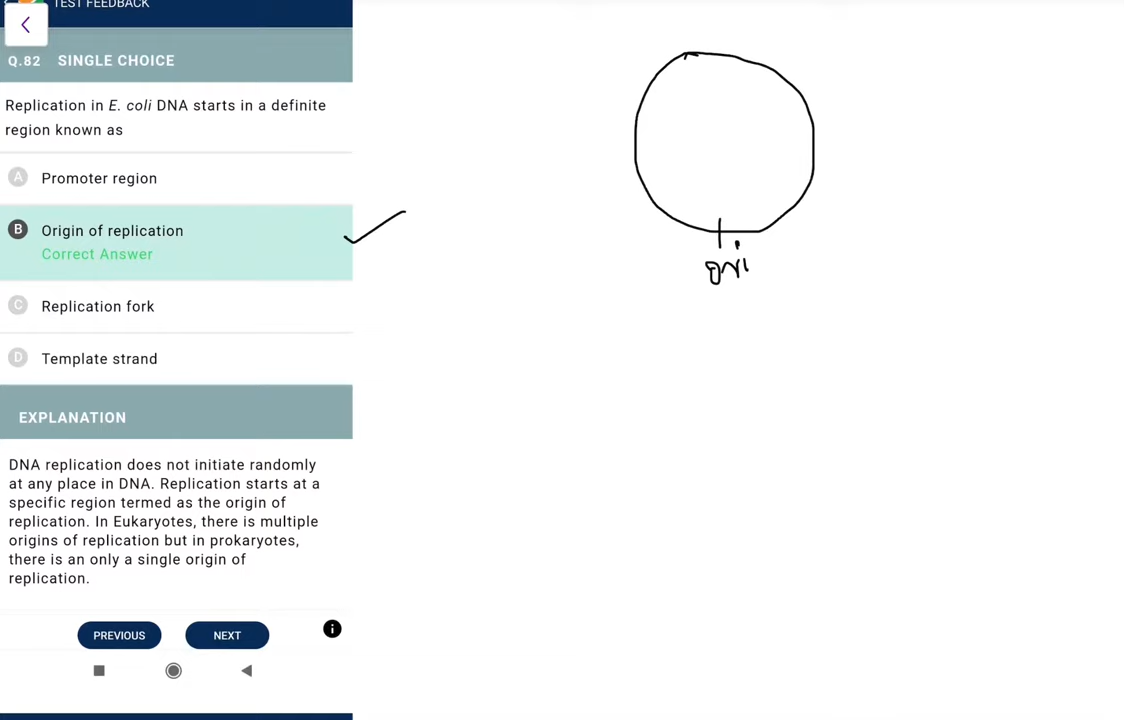 TEST FEEDBACK
Q.82 SINGLE CHOICE
Replication in E. coli DNA starts in a definite
region known as
A Promoter region
B Origin of replication
Correct Answer
C Replication fork
D Template strand
EXPLANATION
DNA replication does not initiate randomly
at any place in DNA. Replication starts at a
specific region termed as the origin of
replication. In Eukaryotes, there is multiple
origins of replication but in prokaryotes,
there is an only a single origin of
replication.
PREVIOUS NEXT
ori